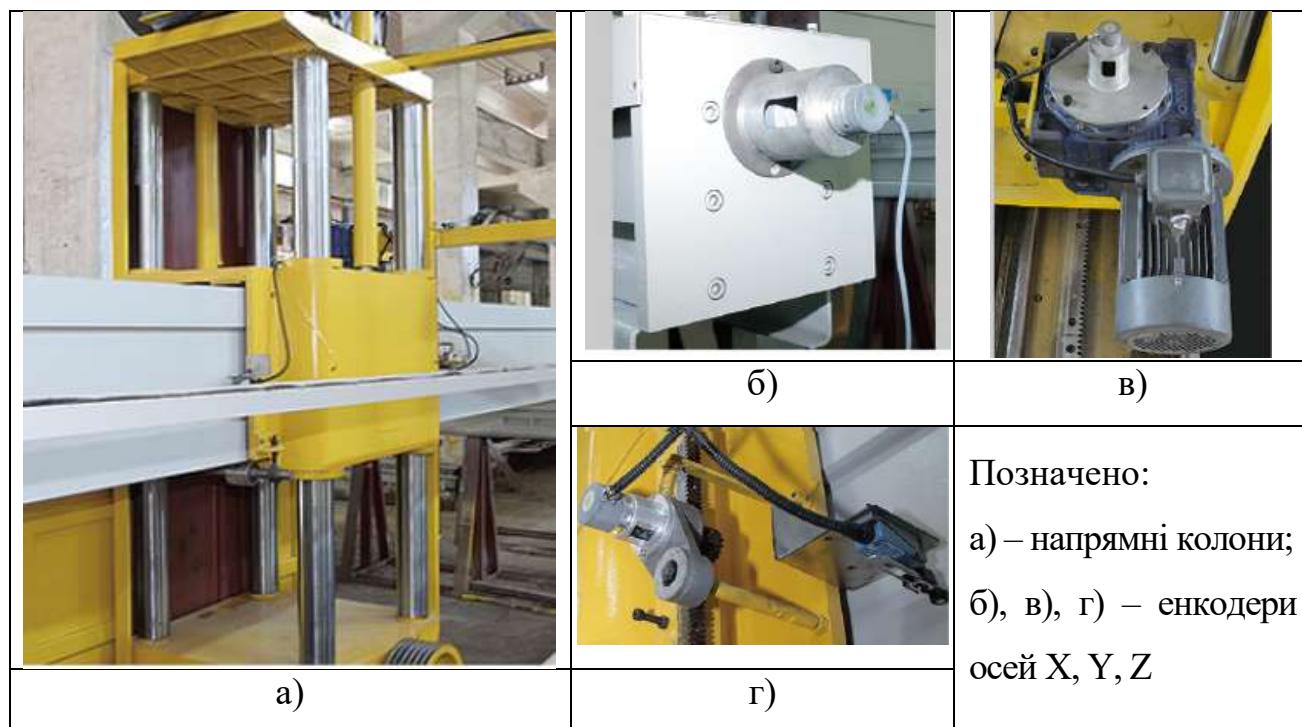 б)
в)
Позначено:
а) – напрямні колони;
б), в), г) – енкодери
осей X, Y, Z
а)
г)